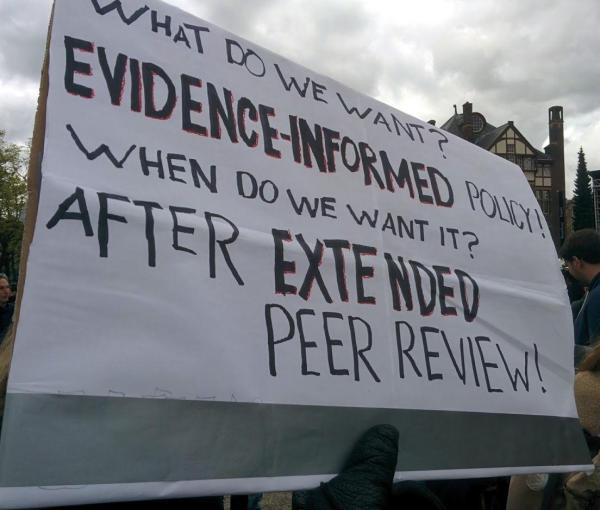 WHAT DO WE WANT?
EVIDENCE-INFORMED POLICY!
WHEN DO WE WANT IT?
AFTER EXTENDED
PEER REVIEW!